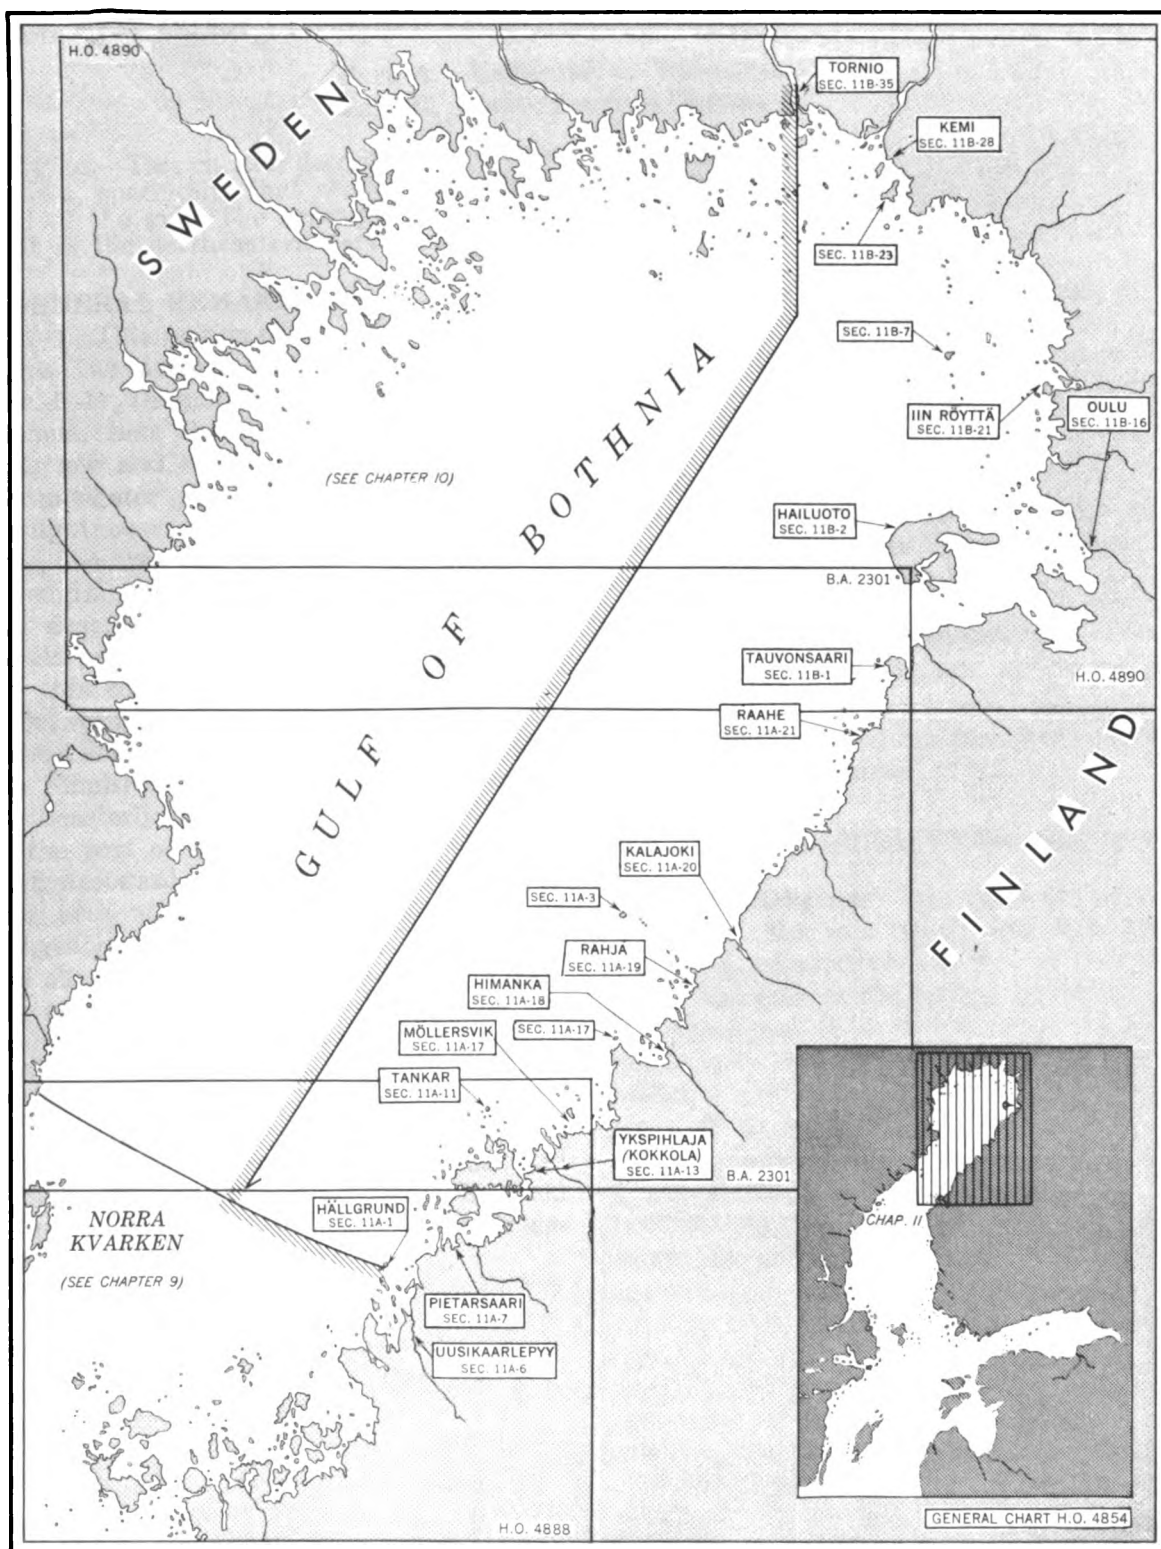 H.O. 4890
SWEDEN
TORNIO
SEC. 11B-35
KEMI
SEC. 11B-28
SEC. 11B-23
SEC. 11B-7
IIN RÖYTTÄ
SEC. 11B-21
OULU
SEC. 11B-16
(SEE CHAPTER 10)
GULF OF BOTHNIA
HAILUOTO
SEC. 11B-2
B.A. 2301
TAUVONSAARI
SEC. 11B-1
H.O. 4890
RAAHE
SEC. 11A-21
FINLAND
KALAJOKI
SEC. 11A-20
SEC. 11A-3
RAHJA
SEC. 11A-19
HIMANKA
SEC. 11A-18
SEC. 11A-17
MÖLLERSVIK
SEC. 11A-17
TANKAR
SEC. 11A-11
YKSPIHLAJA
(KOKKOLA)
SEC. 11A-13
B.A. 2301
HÄLLGRUND
SEC. 11A-1
NORRA
KVARKEN
(SEE CHAPTER 9)
PIETARSAARI
SEC. 11A-7
UUSIKAARLEPYY
SEC. 11A-6
CHAP. II
H.O. 4888
GENERAL CHART H.O. 4854